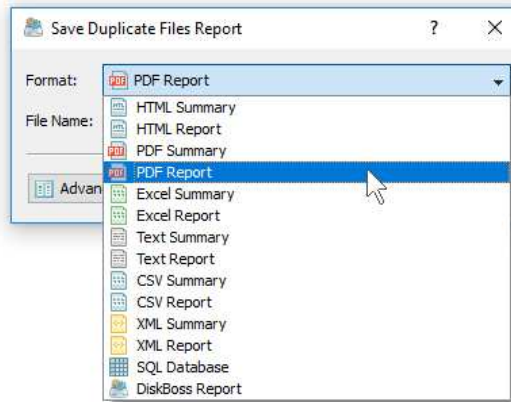 Save Duplicate Files Report ? ×
Format: PDF Report
File Name:
HTML Summary
HTML Report
PDF Summary
PDF Report
Excel Summary
Excel Report
Text Summary
Text Report
CSV Summary
CSV Report
XML Summary
XML Report
SQL Database
DiskBoss Report
Advan